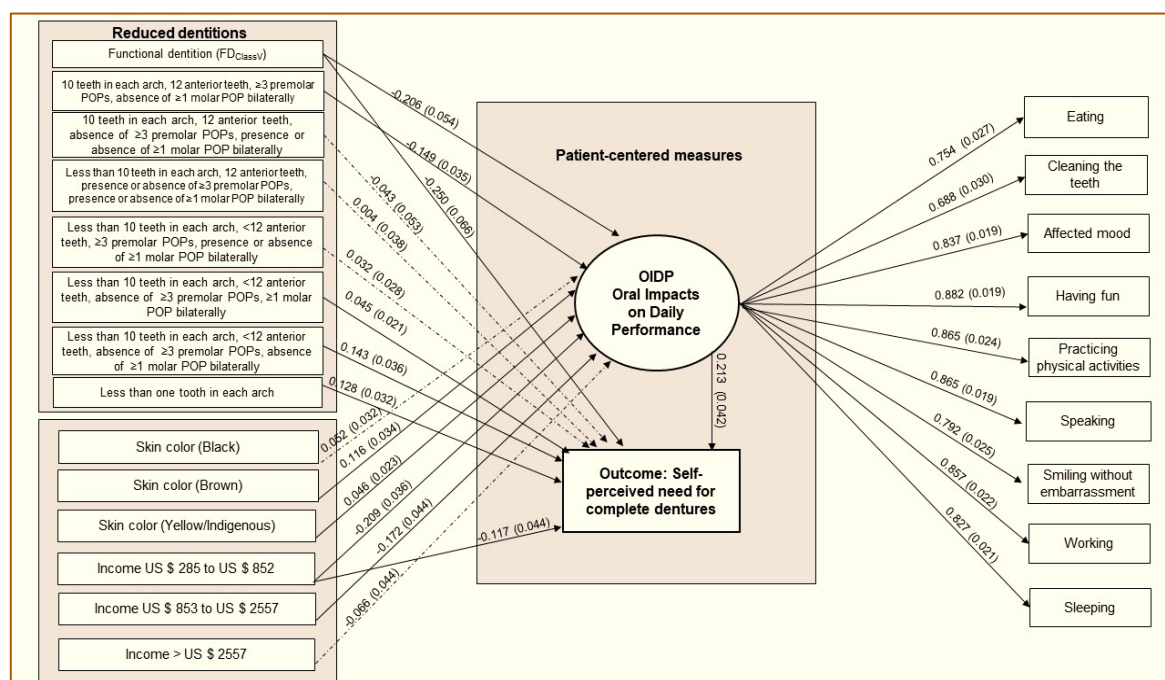 Reduced dentitions
Functional dentition (FDClassV)
10 teeth in each arch, 12 anterior teeth, ≥3 premolar
POPs, absence of ≥1 molar POP bilaterally
10 teeth in each arch, 12 anterior teeth,
absence of ≥3 premolar POPs, presence or
absence of ≥1 molar POP bilaterally
Less than 10 teeth in each arch, 12 anterior teeth,
presence or absence of ≥3 premolar POPs,
presence or absence of ≥1 molar POP bilaterally
Less than 10 teeth in each arch, <12 anterior
teeth, ≥3 premolar POPs, presence or absence
of ≥1 molar POP bilaterally
Less than 10 teeth in each arch, <12 anterior
teeth, absence of ≥3 premolar POPs, ≥1 molar
POP bilaterally
Less than 10 teeth in each arch, <12 anterior
teeth, absence of ≥3 premolar POPs, absence
of ≥1 molar POP bilaterally
Less than one tooth in each arch
Skin color (Black)
Skin color (Brown)
Skin color (Yellow/Indigenous)
Income US $ 285 to US $ 852
Income US $ 853 to US $ 2557
Income > US $ 2557
-0.206 (0.054)
-0.149 (0.035)
-0.250 (0.066)
-0.043 (0.053)
0.004 (0.038)
0.032 (0.028)
0.045 (0.021)
0.143 (0.036)
0.128 (0.032)
0.052 (0.032)
0.116 (0.034)
0.046 (0.023)
-0.209 (0.036)
-0.172 (0.044)
-0.117 (0.044)
-0.066 (0.044)
Patient-centered measures
OIDP
Oral Impacts
on Daily
Performance
0.213 (0.042)
Outcome: Self-
perceived need for
complete dentures
0.754 (0.027)
0.688 (0.030)
0.837 (0.019)
0.882 (0.019)
0.865 (0.024)
0.865 (0.019)
0.792 (0.025)
0.857 (0.022)
0.827 (0.021)
Eating
Cleaning the
teeth
Affected mood
Having fun
Practicing
physical activities
Speaking
Smiling without
embarrassment
Working
Sleeping